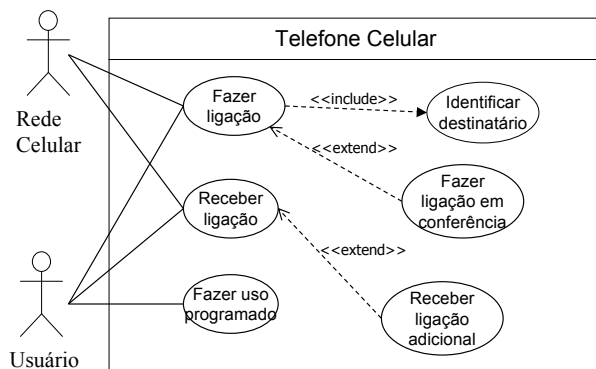 Telefone Celular
Rede
Celular
Fazer
ligação
<<include>>
Identificar
destinatário
<<extend>>
Fazer
ligação em
conferência
Receber
ligação
<<extend>>
Fazer uso
programado
Receber
ligação
adicional
Usuário